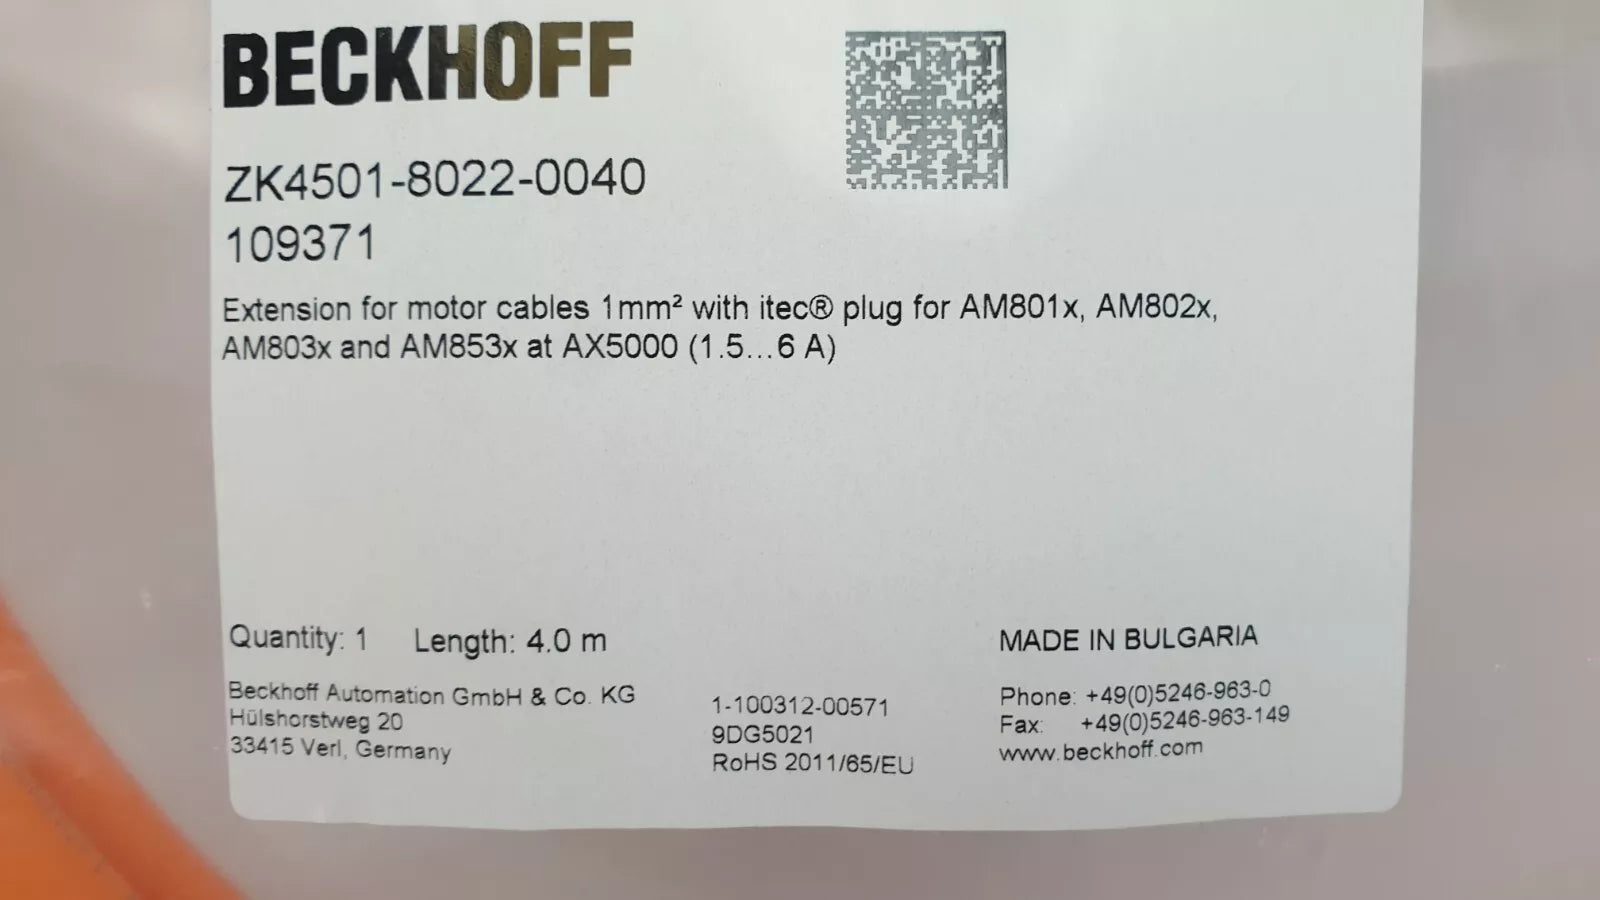 BECKHOFF
ZK4501-8022-0040
109371
Extension for motor cables 1mm² with itec® plug for AM801x, AM802x,
AM803x and AM853x at AX5000 (1.5...6 A)
Quantity: 1 Length: 4.0 m
Beckhoff Automation GmbH & Co. KG
Hülshorstweg 20
33415 Verl, Germany
1-100312-00571
9DG5021
RoHS 2011/65/EU
MADE IN BULGARIA
Phone: +49(0)5246-963-0
Fax: +49(0)5246-963-149
www.beckhoff.com